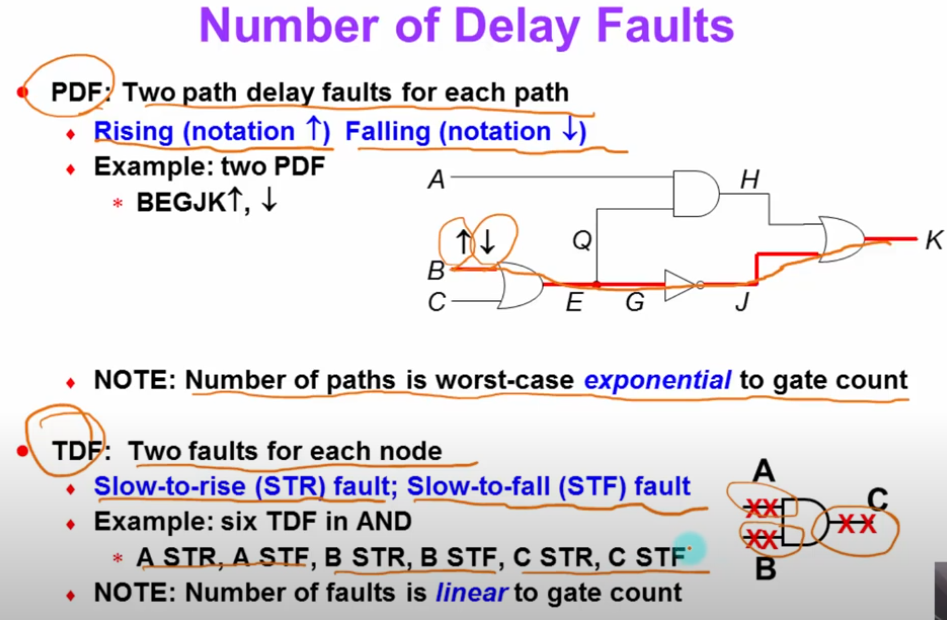 Number of Delay Faults
PDF: Two path delay faults for each path
Rising (notation ↑) Falling (notation ↓)
Example: two PDF
* BEGJK↑, ↓
A
H
↑↓
Q
K
B
C
E
G
J
NOTE: Number of paths is worst-case exponential to gate count
TDF: Two faults for each node
Slow-to-rise (STR) fault; Slow-to-fall (STF) fault
Example: six TDF in AND
* A STR, A STF, B STR, B STF, C STR, C STF
NOTE: Number of faults is linear to gate count
A
XX
C
XX
XX
B